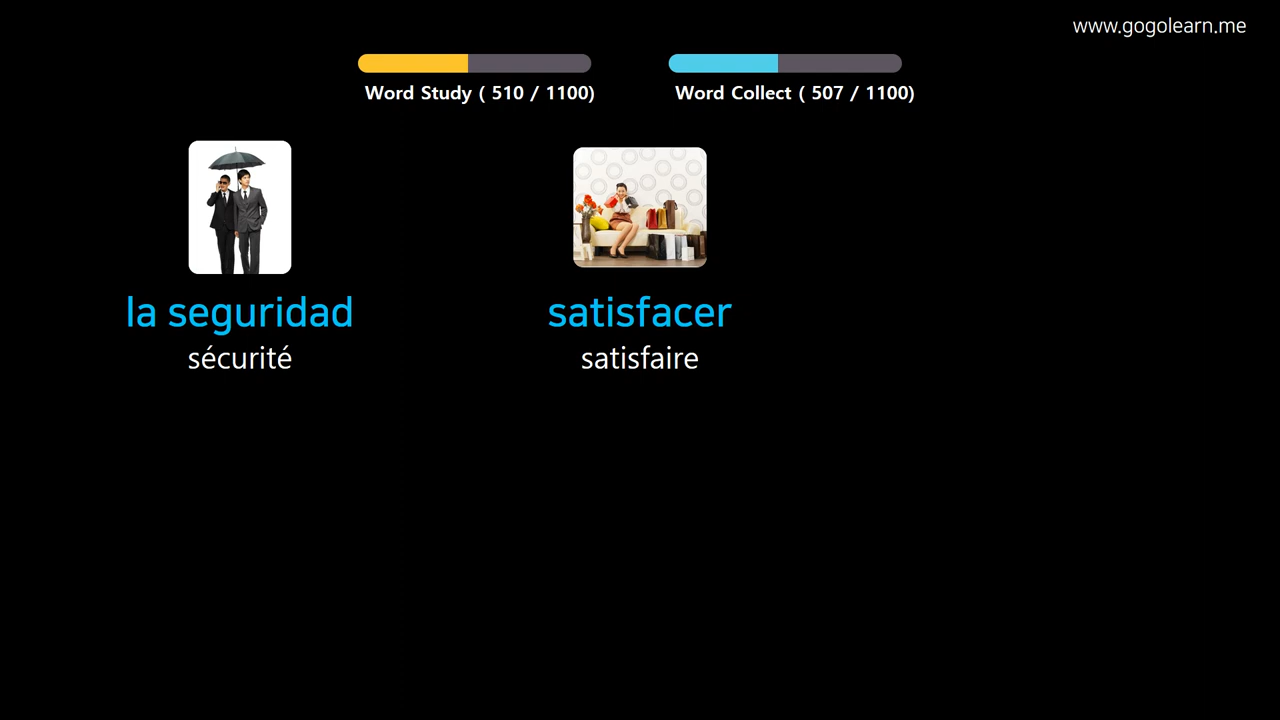 www.gogolearn.me
Word Study ( 510 / 1100)
Word Collect ( 507 / 1100)
la seguridad
sécurité
satisfacer
satisfaire